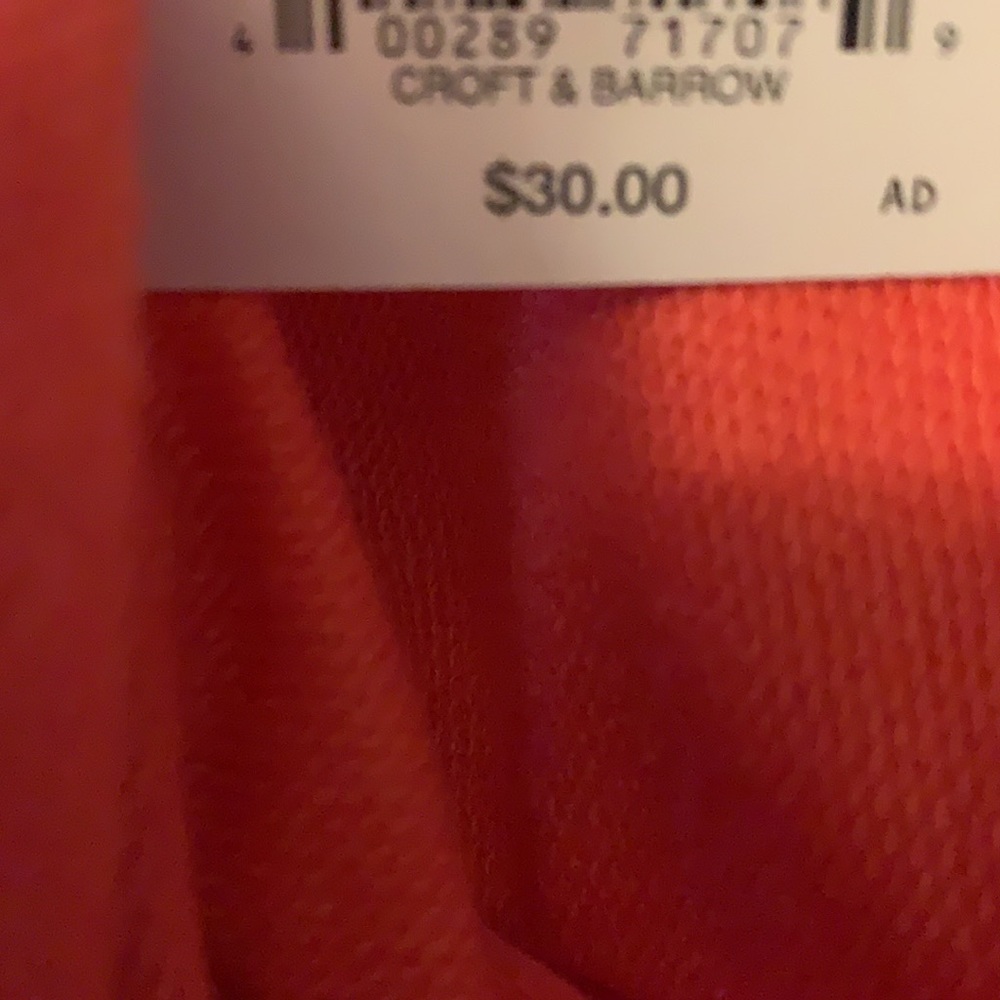 4 00289 71707 9
CROFT & BARROW
$30.00 AD